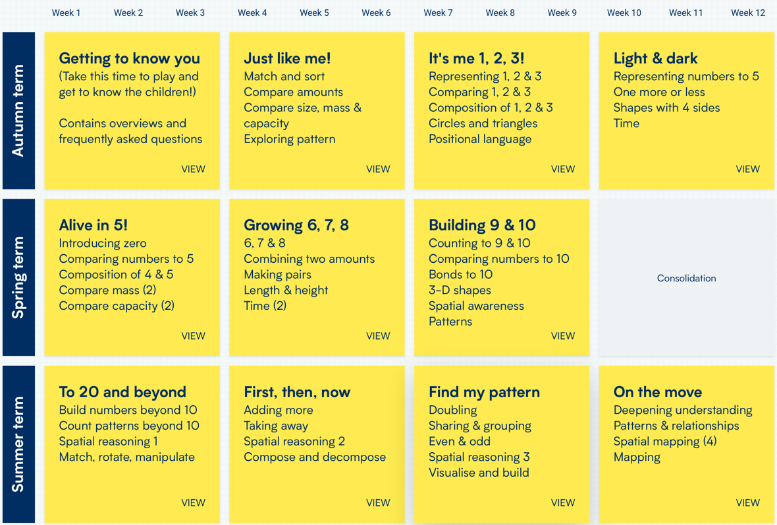 Week 1 Week 2 Week 3 Week 4 Week 5 Week 6 Week 7 Week 8 Week 9 Week 10 Week 11 Week 12
Autumn term
Getting to know you
(Take this time to play and
get to know the children!)
Contains overviews and
frequently asked questions
VIEW
Just like me!
Match and sort
Compare amounts
Compare size, mass &
capacity
Exploring pattern
VIEW
It's me 1, 2, 3!
Representing 1, 2 & 3
Comparing 1, 2 & 3
Composition of 1, 2 & 3
Circles and triangles
Positional language
VIEW
Light & dark
Representing numbers to 5
One more or less
Shapes with 4 sides
Time
VIEW
Spring term
Alive in 5!
Introducing zero
Comparing numbers to 5
Composition of 4 & 5
Compare mass (2)
Compare capacity (2)
VIEW
Growing 6, 7, 8
6, 7 & 8
Combining two amounts
Making pairs
Length & height
Time (2)
VIEW
Building 9 & 10
Counting to 9 & 10
Comparing numbers to 10
Bonds to 10
3-D shapes
Spatial awareness
Patterns
VIEW
Consolidation
Summer term
To 20 and beyond
Build numbers beyond 10
Count patterns beyond 10
Spatial reasoning 1
Match, rotate, manipulate
VIEW
First, then, now
Adding more
Taking away
Spatial reasoning 2
Compose and decompose
VIEW
Find my pattern
Doubling
Sharing & grouping
Even & odd
Spatial reasoning 3
Visualise and build
VIEW
On the move
Deepening understanding
Patterns & relationships
Spatial mapping (4)
Mapping
VIEW